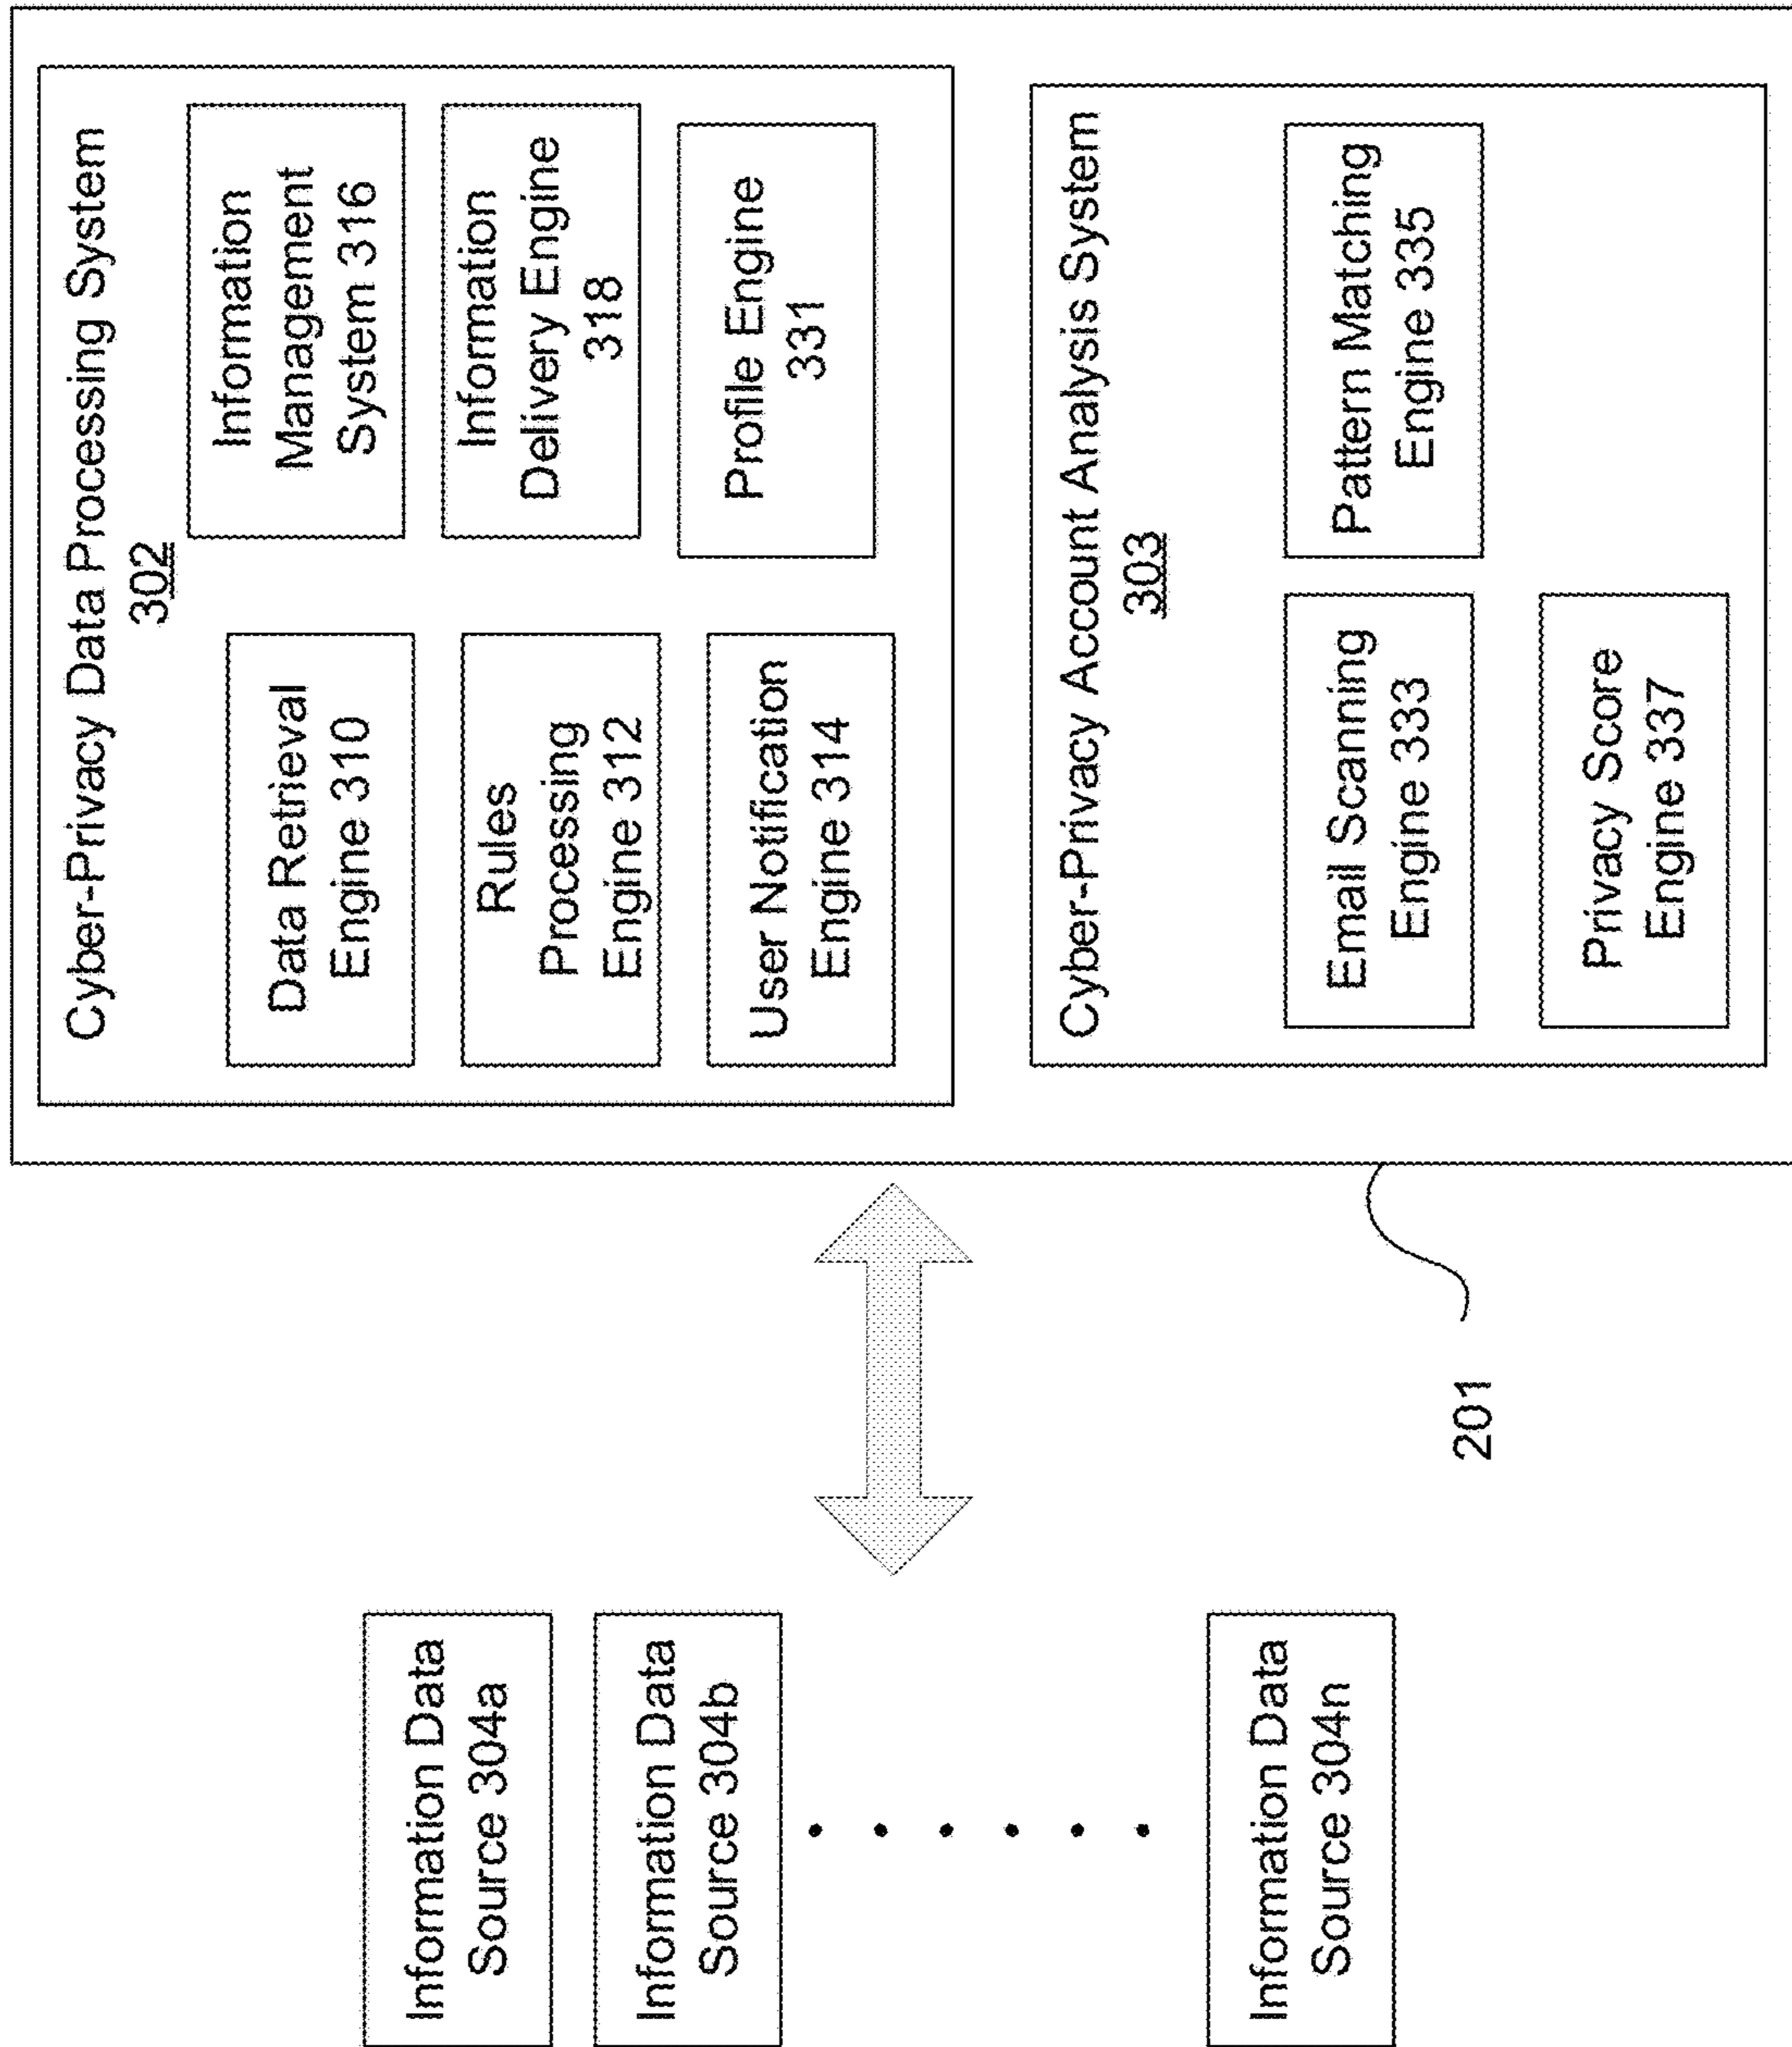 Information Data
Source 304a
Information Data
Source 304b
Information Data
Source 304n
201
Cyber-Privacy Data Processing System
302
Data Retrieval
Engine 310
Information
Management
System 316
Rules
Processing
Engine 312
Information
Delivery Engine
318
User Notification
Engine 314
Profile Engine
331
Cyber-Privacy Account Analysis System
303
Email Scanning
Engine 333
Pattern Matching
Engine 335
Privacy Score
Engine 337